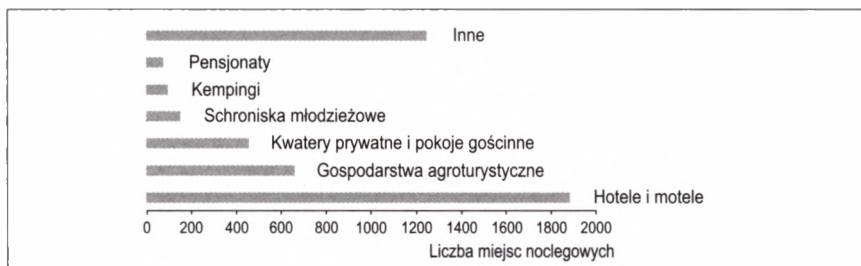 Inne
Pensjonaty
Kempingi
Schroniska młodzieżowe
Kwatery prywatne i pokoje gościnne
Gospodarstwa agroturystyczne
Hotele i motele
0 200 400 600 800 1000 1200 1400 1600 1800 2000
Liczba miejsc noclegowych